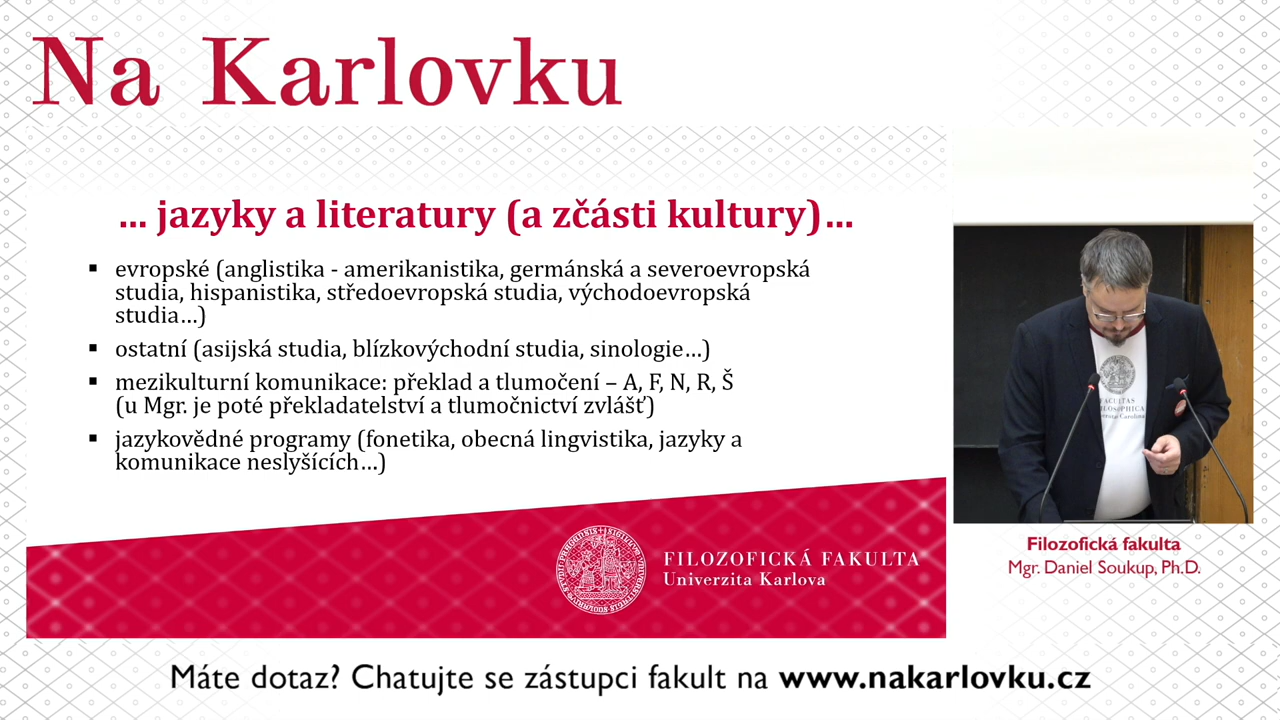 Na Karlovku
... jazyky a literatury (a zčásti kultury)...
▪ evropské (anglistika - amerikanistika, germánská a severoevropská
studia, hispanistika, středoevropská studia, východoevropská
studia...)
▪ ostatní (asijská studia, blízkovýchodní studia, sinologie...)
▪ mezikulturní komunikace: překlad a tlumočení – A, F, N, R, Š
(u Mgr. je poté překladatelství a tlumočnictví zvlášť)
▪ jazykovědné programy (fonetika, obecná lingvistika, jazyky a
komunikace neslyšících...)
FILOZOFICKÁ FAKULTA
Univerzita Karlova
Filozofická fakulta
Mgr. Daniel Soukup, Ph.D.
Máte dotaz? Chatujte se zástupci fakult na www.nakarlovku.cz